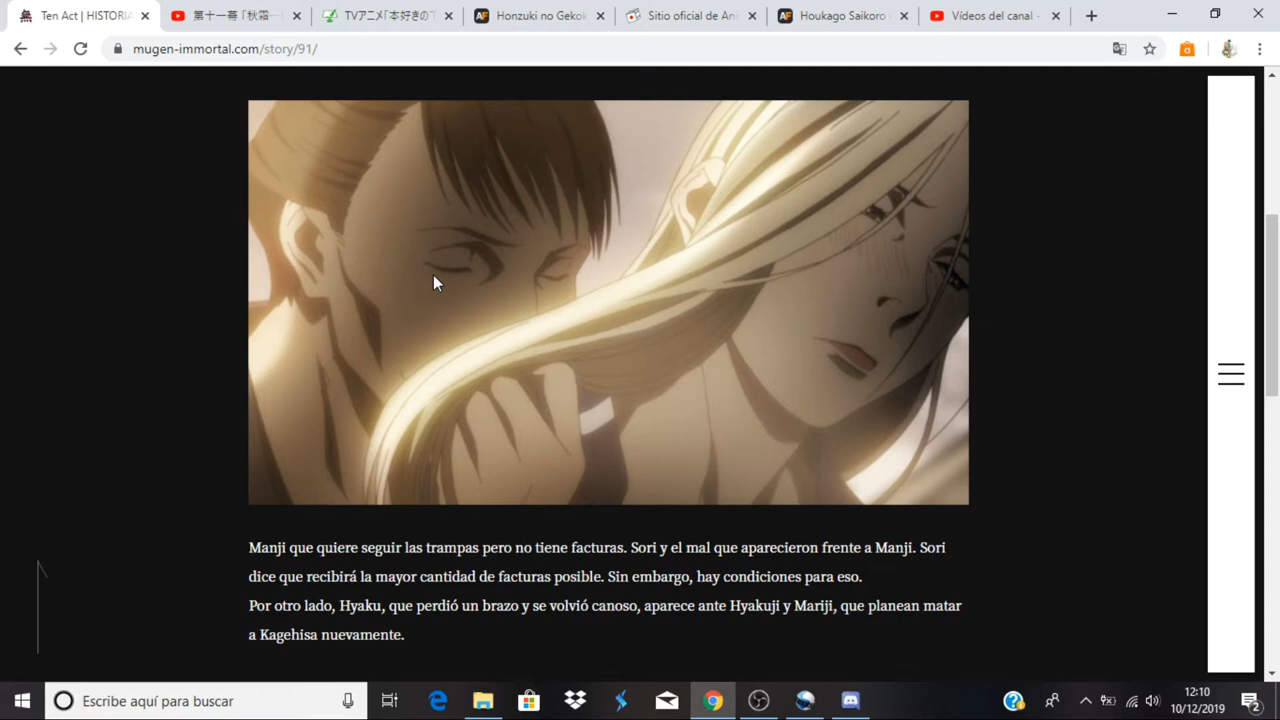 Ten Act | HISTORIA
第十一幕 「秋霜
TVアニメ「本好きの下
Honzuki no Gekok
Sitio oficial de Ani
Houkago Saikoro
Vídeos del canal -
mugen-immortal.com/story/91/
Manji que quiere seguir las trampas pero no tiene facturas. Sori y el mal que aparecieron frente a Manji. Sori
dice que recibirá la mayor cantidad de facturas posible. Sin embargo, hay condiciones para eso.
Por otro lado, Hyaku, que perdió un brazo y se volvió canoso, aparece ante Hyakuji y Mariji, que planean matar
a Kagehisa nuevamente.
Escribe aquí para buscar
12:10
10/12/2019
2